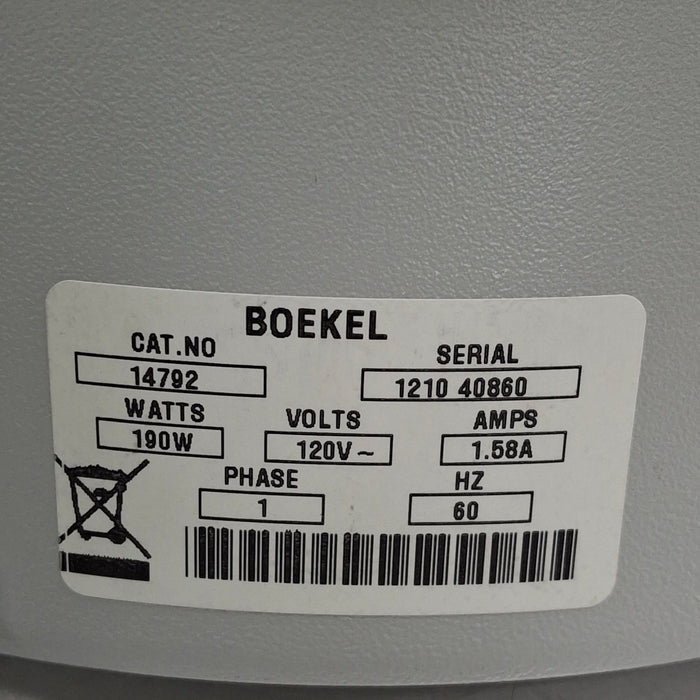 BOEKEL
CAT.NO SERIAL
14792 1210 40860
WATTS VOLTS AMPS
190W 120V~ 1.58A
PHASE HZ
1 60